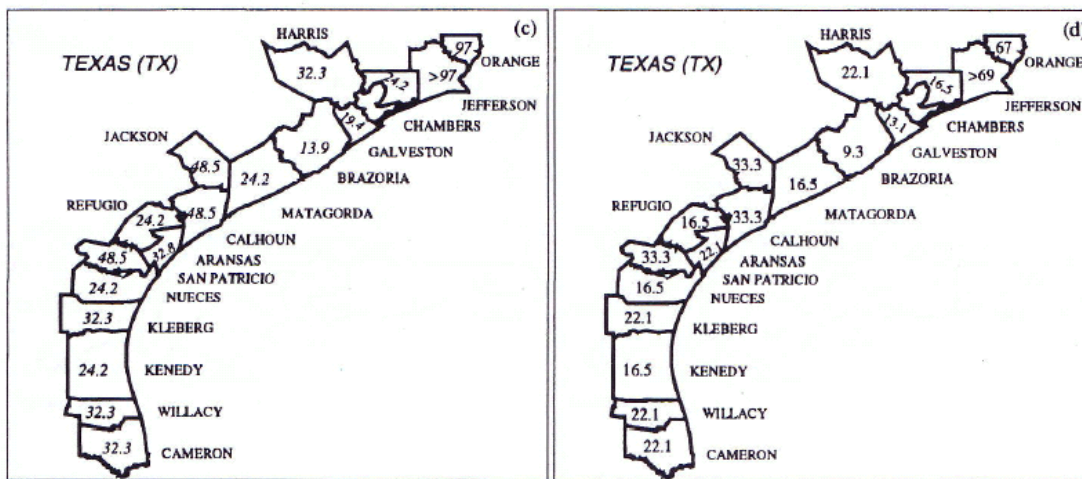 (c)
HARRIS
TEXAS (TX)
97
ORANGE
32.3
24.2
>97
JEFFERSON
19.4
CHAMBERS
JACKSON
13.9
GALVESTON
48.5
24.2
BRAZORIA
REFUGIO
24.2
48.5
MATAGORDA
CALHOUN
48.5
32.8
ARANSAS
SAN PATRICIO
24.2
NUECES
32.3
KLEBERG
24.2
KENEDY
32.3
WILLACY
32.3
CAMERON
(d)
HARRIS
TEXAS (TX)
67
ORANGE
22.1
16.5
>69
JEFFERSON
13.1
CHAMBERS
JACKSON
9.3
GALVESTON
33.3
16.5
BRAZORIA
REFUGIO
16.5
33.3
MATAGORDA
CALHOUN
33.3
22.1
ARANSAS
SAN PATRICIO
16.5
NUECES
22.1
KLEBERG
16.5
KENEDY
22.1
WILLACY
22.1
CAMERON